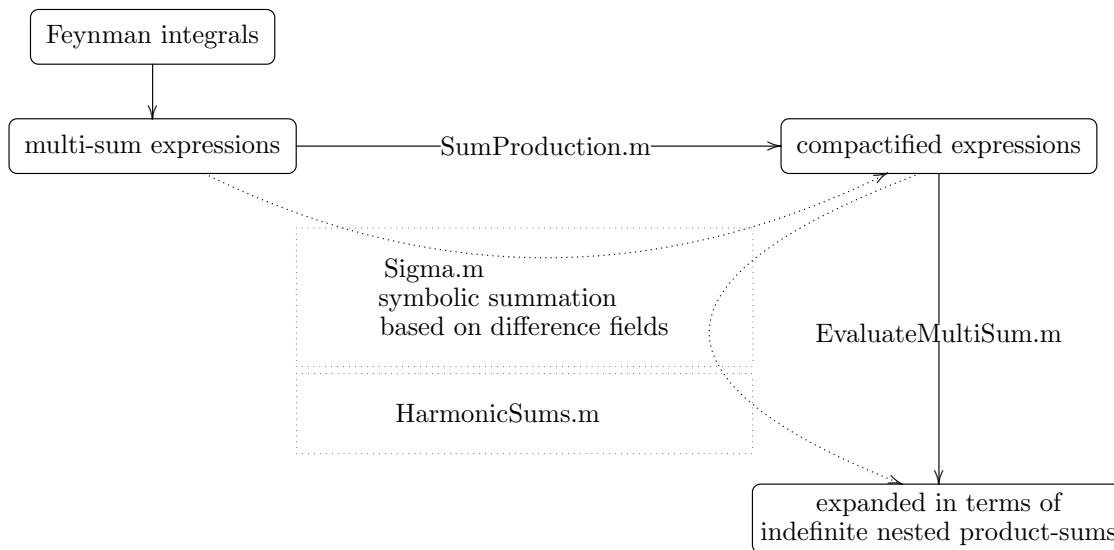 Feynman integrals
multi-sum expressions
SumProduction.m
compactified expressions
Sigma.m
symbolic summation
based on difference fields
EvaluateMultiSum.m
HarmonicSums.m
expanded in terms of
indefinite nested product-sums